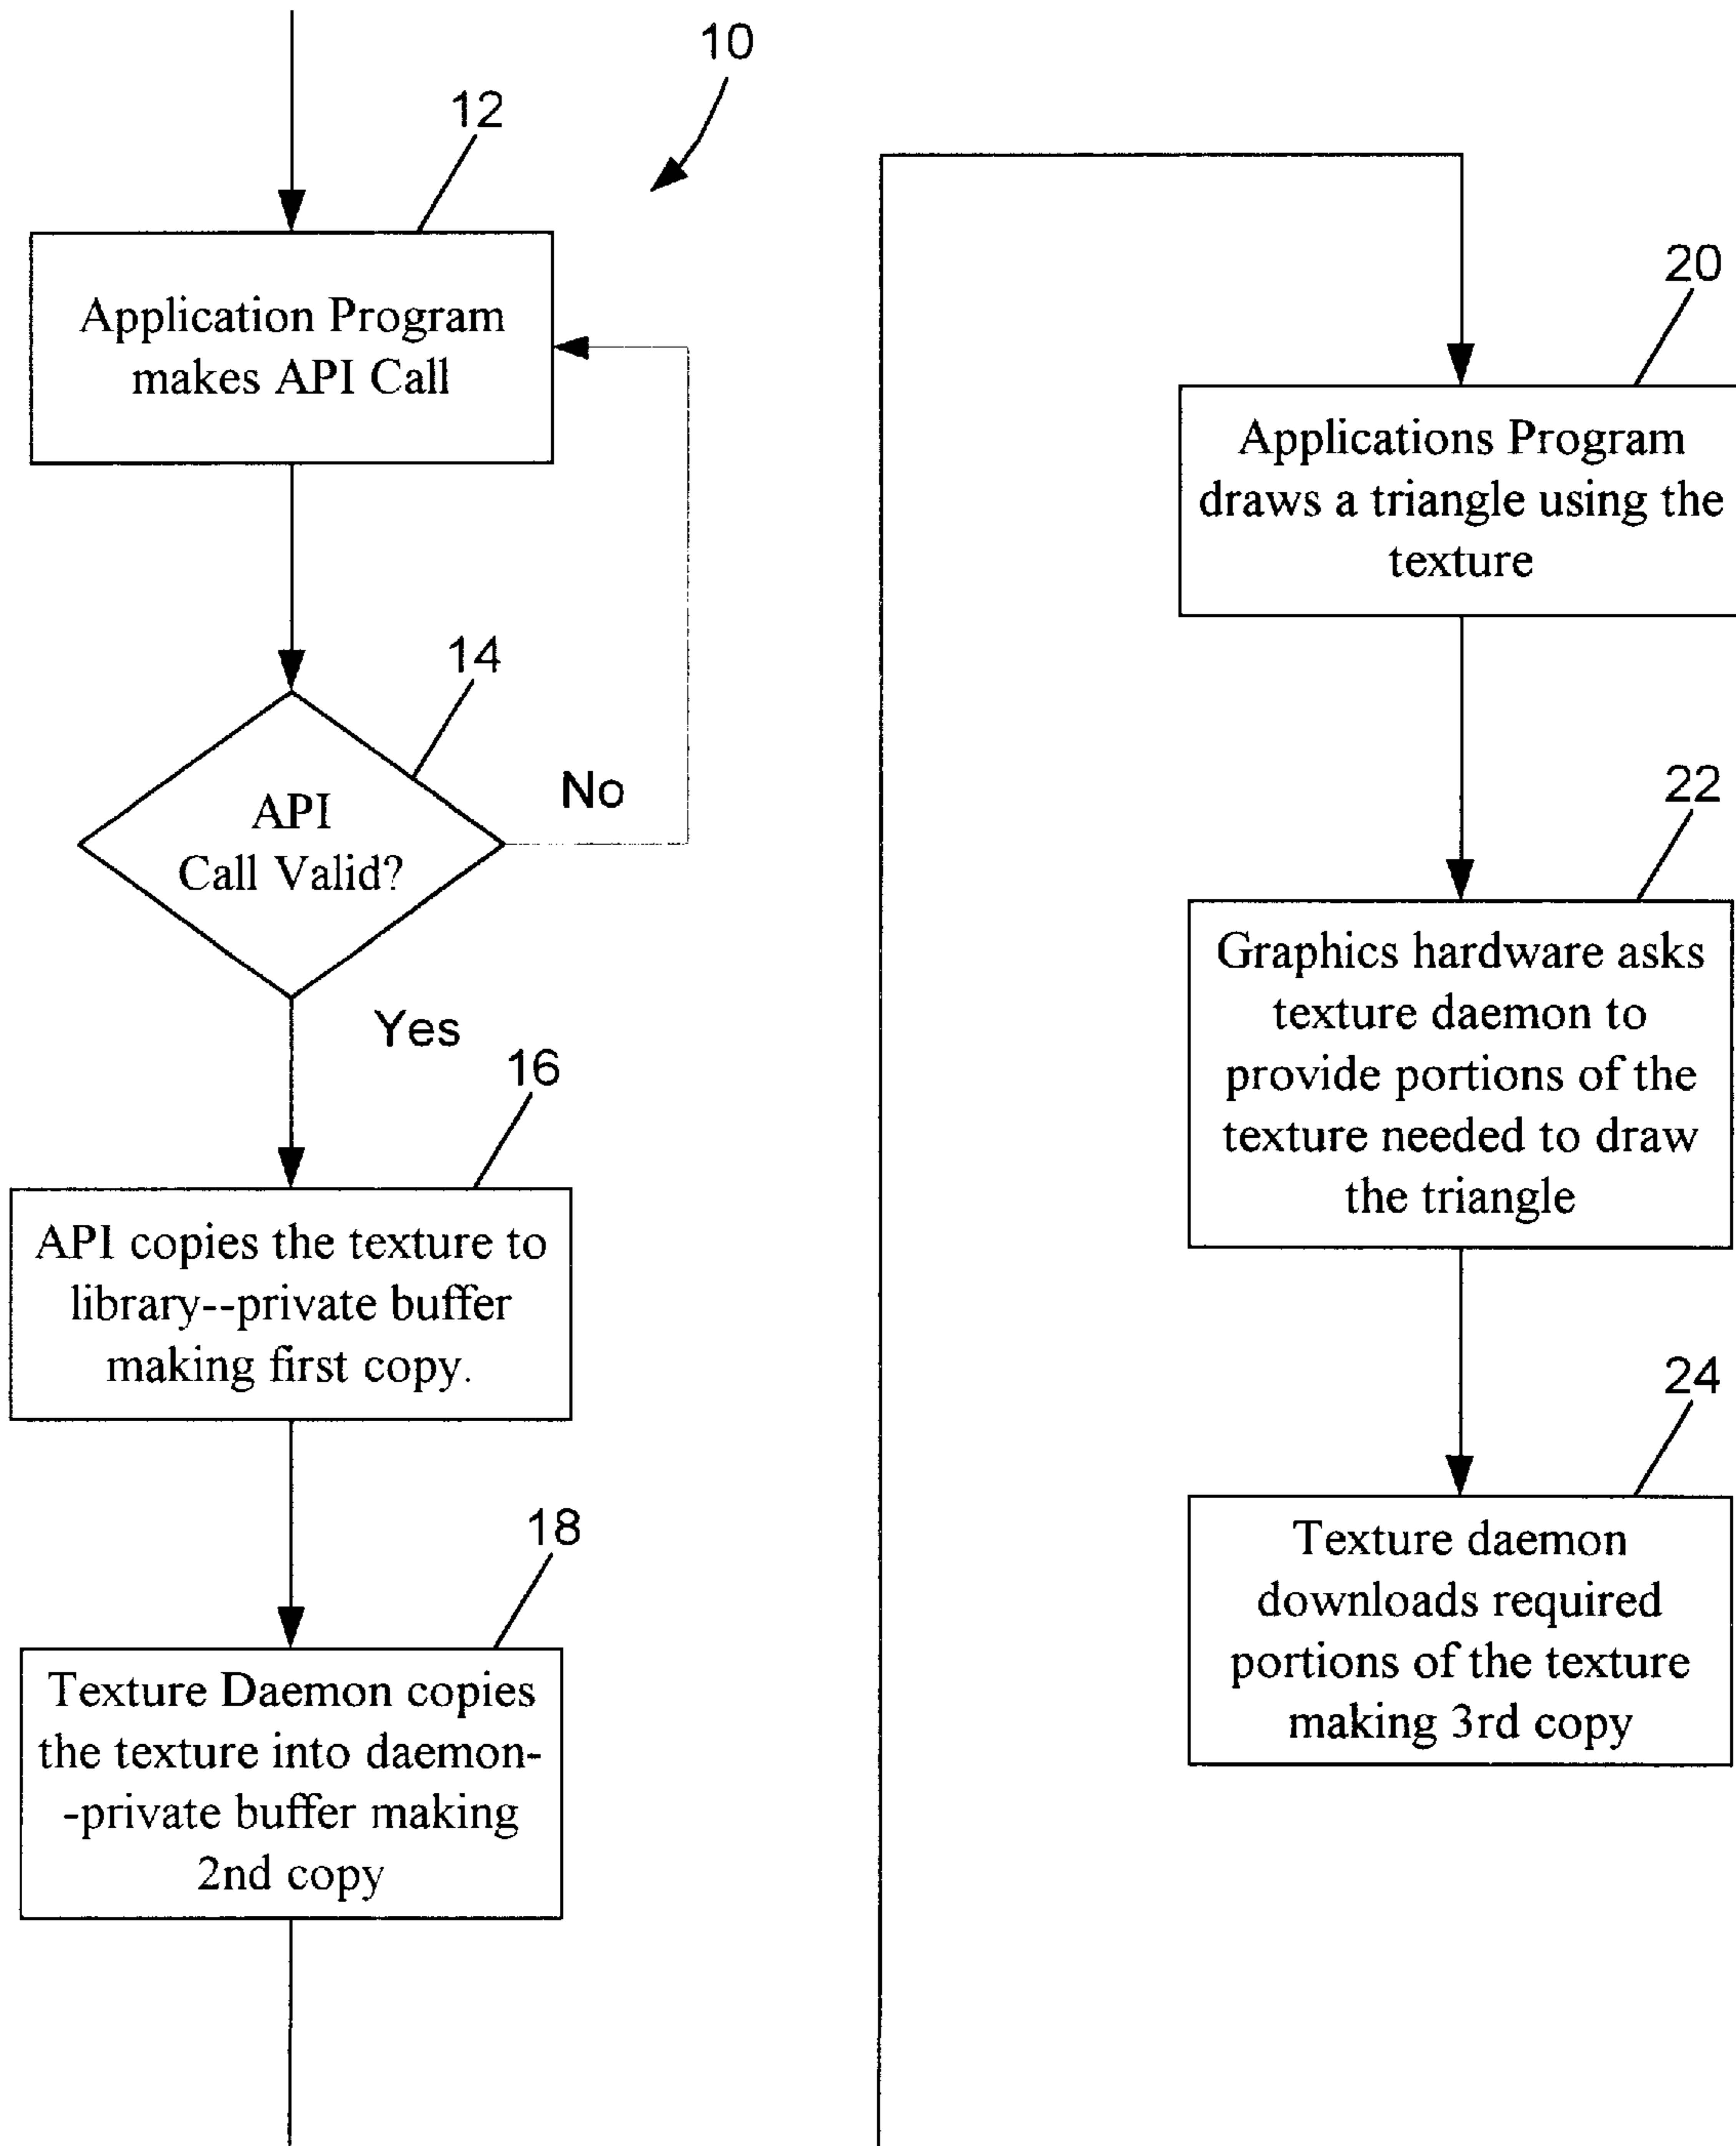 10
12
Application Program
makes API Call
14
API
Call Valid?
No
Yes
16
API copies the texture to
library--private buffer
making first copy.
18
Texture Daemon copies
the texture into daemon-
-private buffer making
2nd copy
20
Applications Program
draws a triangle using the
texture
22
Graphics hardware asks
texture daemon to
provide portions of the
texture needed to draw
the triangle
24
Texture daemon
downloads required
portions of the texture
making 3rd copy